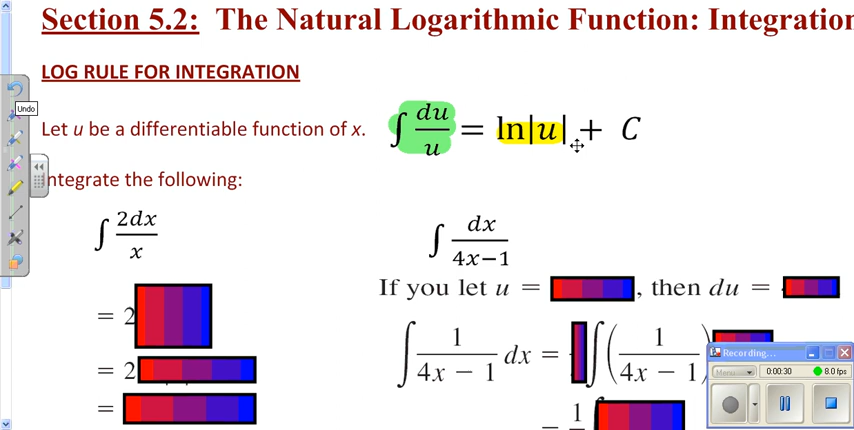 Section 5.2: The Natural Logarithmic Function: Integration
LOG RULE FOR INTEGRATION
Undo
Let u be a differentiable function of x. ∫ du/u = ln|u| + C
ntegrate the following:
∫ 2dx/x
∫ dx/4x−1
If you let u = , then du =
= 2
∫ 1/4x − 1 dx = ∫ (1/4x − 1)
= 2
=
= 1
Recording...
Menu 0:00:30 8.0 fps